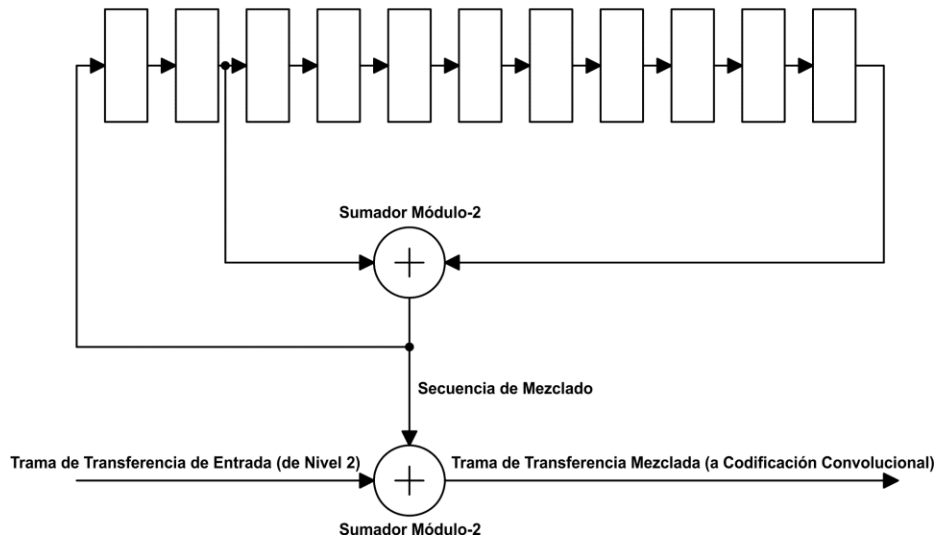 Sumador Módulo-2
Secuencia de Mezclado
Trama de Transferencia de Entrada (de Nivel 2)
Trama de Transferencia Mezclada (a Codificación Convolucional)
Sumador Módulo-2